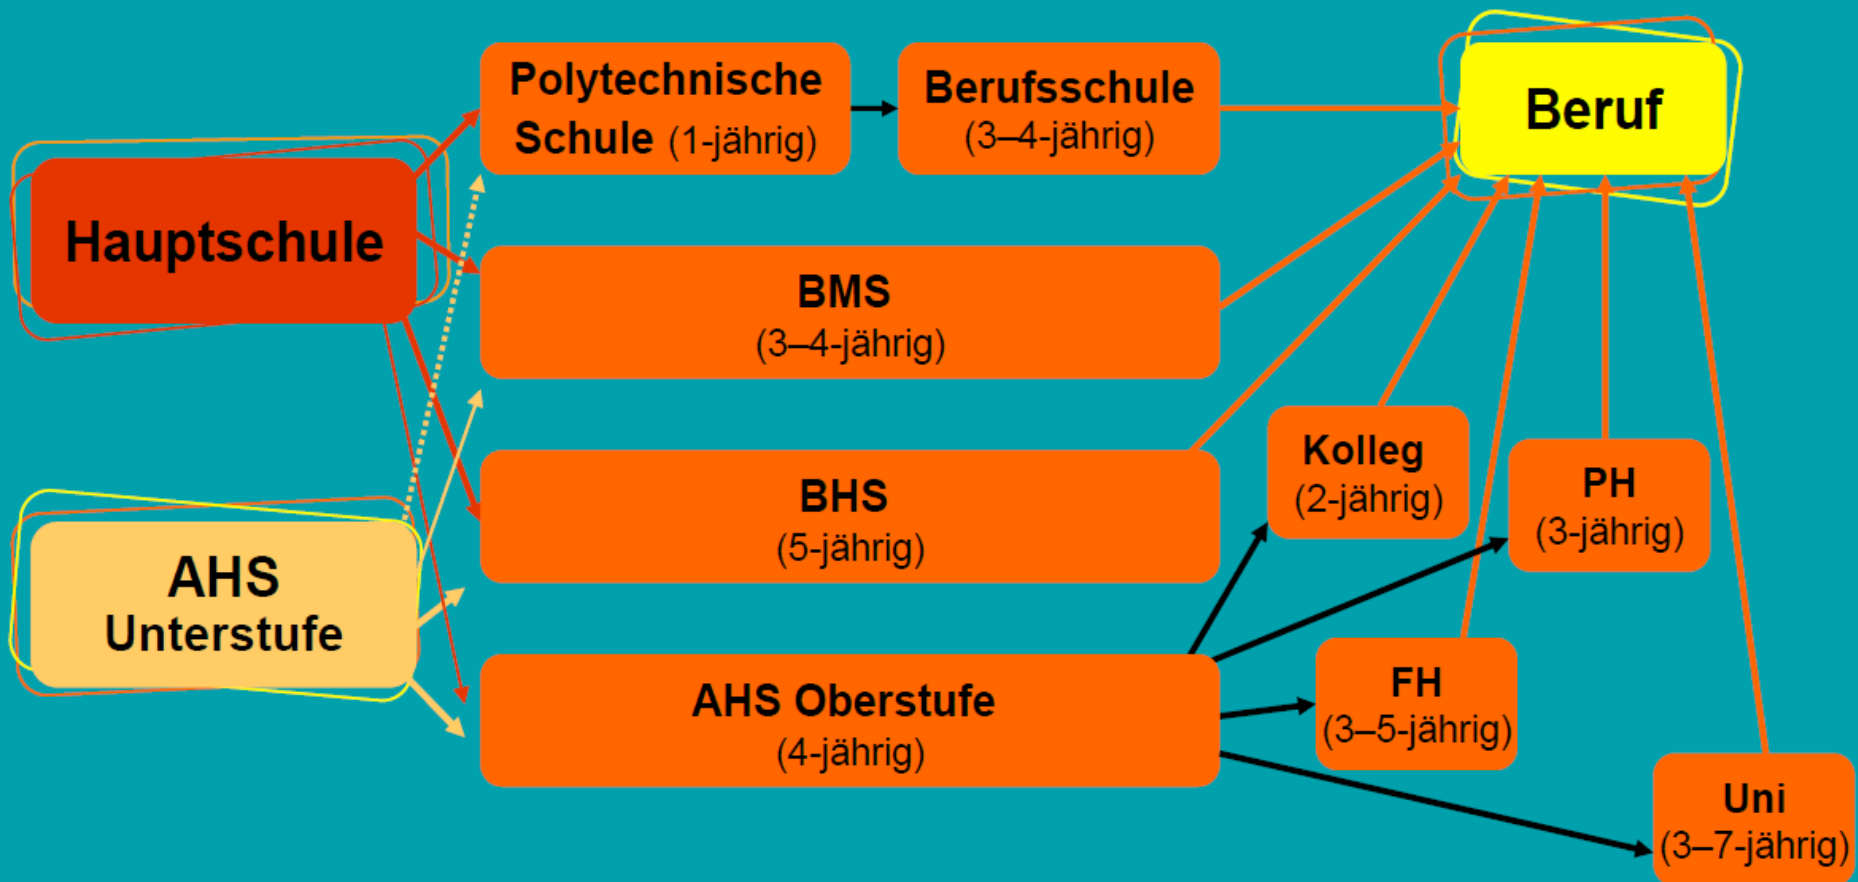 Hauptschule
AHS
Unterstufe
Polytechnische
Schule (1-jährig)
Berufsschule
(3–4-jährig)
Beruf
BMS
(3–4-jährig)
BHS
(5-jährig)
AHS Oberstufe
(4-jährig)
Kolleg
(2-jährig)
PH
(3-jährig)
FH
(3–5-jährig)
Uni
(3–7-jährig)